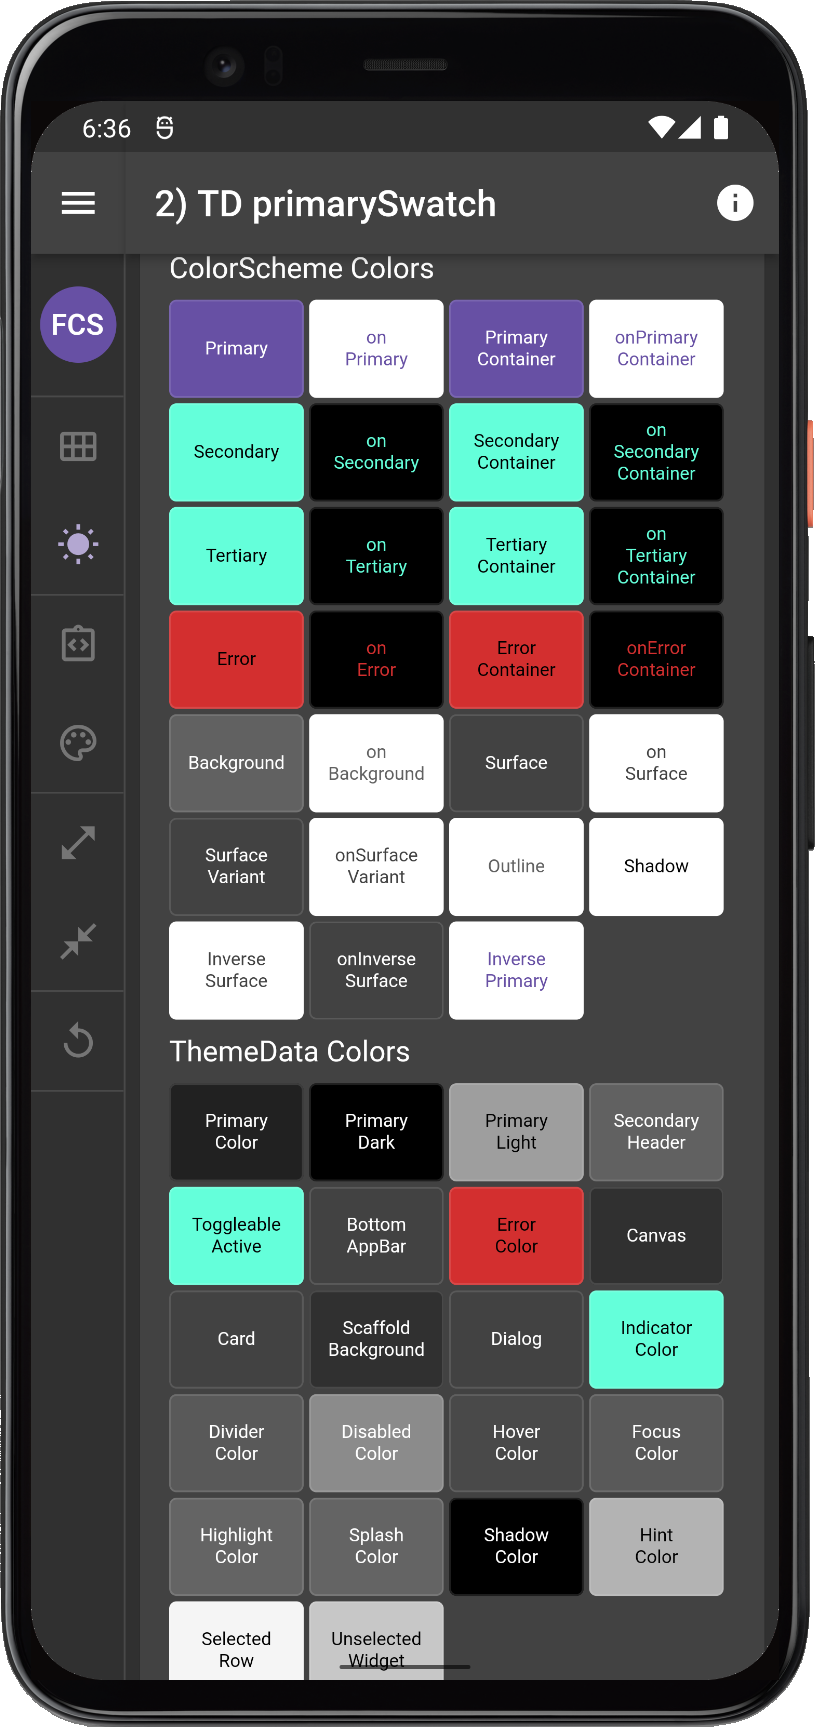 6:36
2) TD primarySwatch
FCS
ColorScheme Colors
Primary
on
Primary
Primary
Container
onPrimary
Container
Secondary
on
Secondary
Secondary
Container
on
Secondary
Container
Tertiary
on
Tertiary
Tertiary
Container
on
Tertiary
Container
Error
on
Error
Error
Container
onError
Container
Background
on
Background
Surface
on
Surface
Surface
Variant
onSurface
Variant
Outline
Shadow
Inverse
Surface
onInverse
Surface
Inverse
Primary
ThemeData Colors
Primary
Color
Primary
Dark
Primary
Light
Secondary
Header
Toggleable
Active
Bottom
AppBar
Error
Color
Canvas
Card
Scaffold
Background
Dialog
Indicator
Color
Divider
Color
Disabled
Color
Hover
Color
Focus
Color
Highlight
Color
Splash
Color
Shadow
Color
Hint
Color
Selected
Row
Unselected
Widget